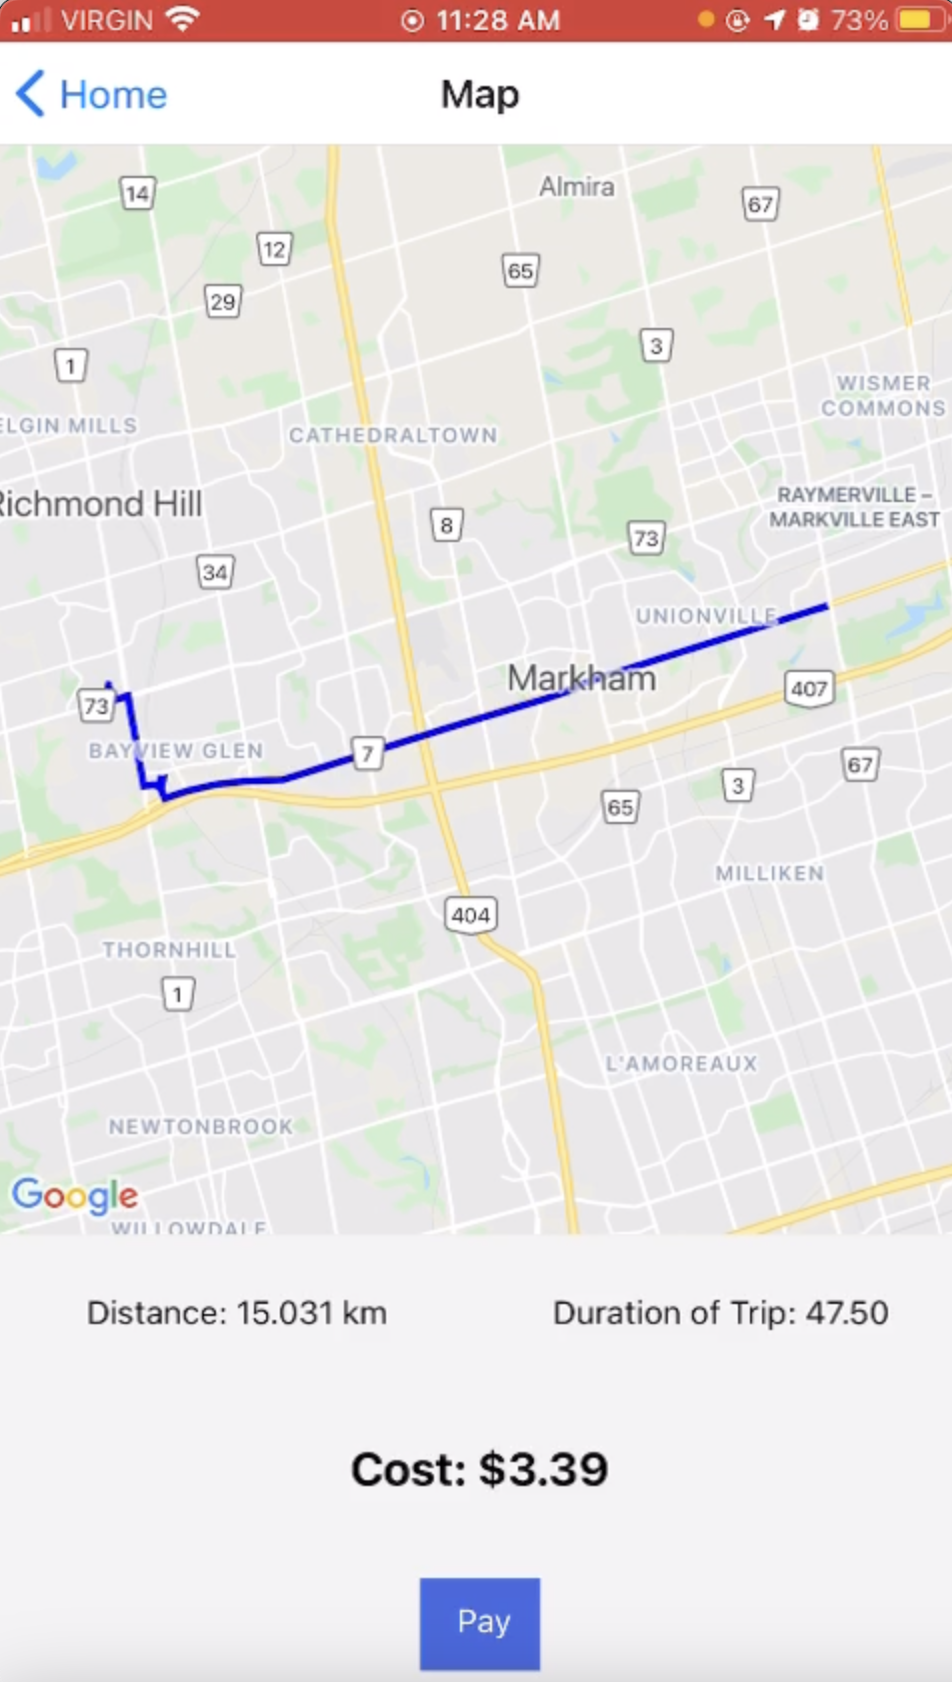 VIRGIN 11:28 AM 73%
Home Map
14
Almira
67
12
65
29
3
1
WISMER
COMMONS
ELGIN MILLS
CATHEDRALTOWN
Richmond Hill
RAYMERVILLE –
MARKVILLE EAST
8
73
34
UNIONVILLE
Markham
407
73
BAYVIEW GLEN
7
67
3
65
MILLIKEN
404
THORNHILL
1
L'AMOREAUX
NEWTONBROOK
Google
WILLOWDALE
Distance: 15.031 km Duration of Trip: 47.50
Cost: $3.39
Pay